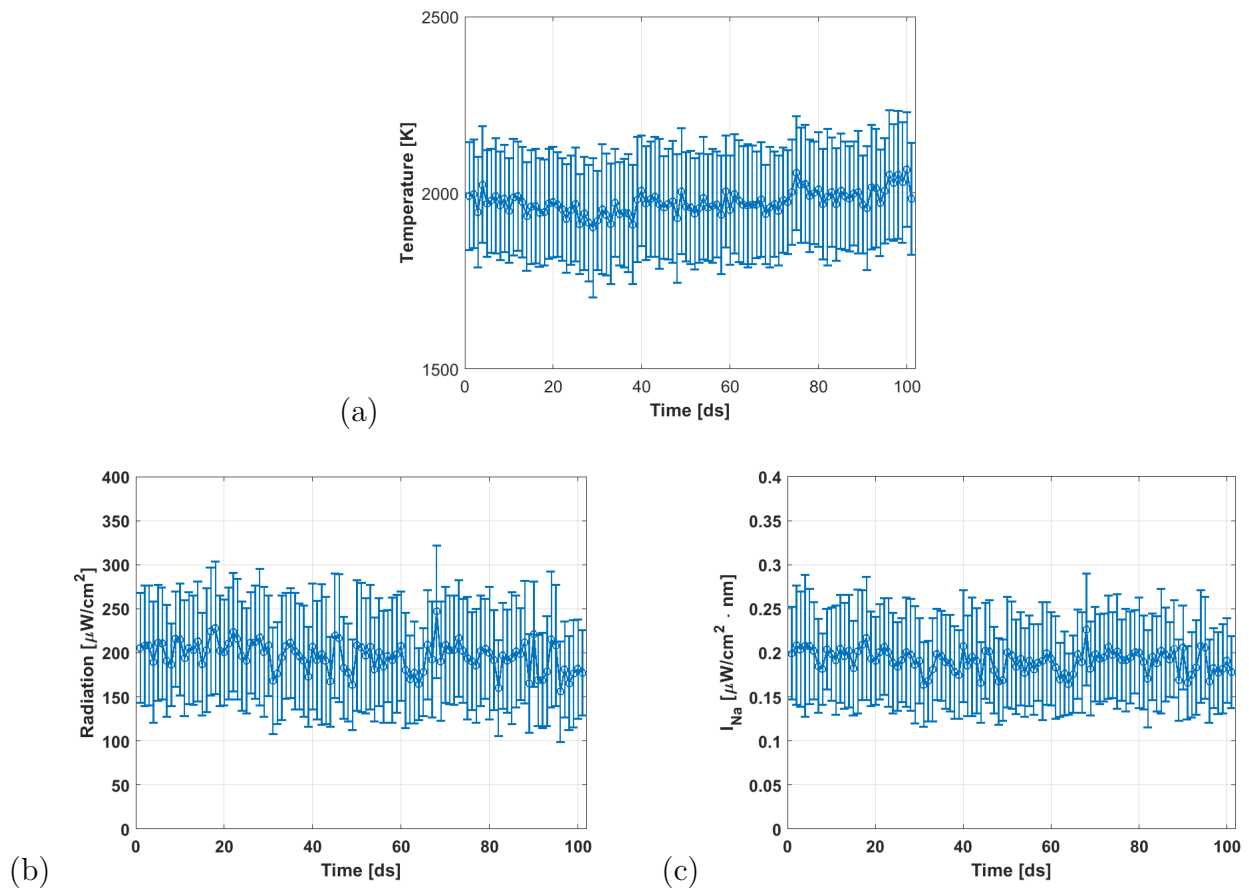 2500
2000
1500
Temperature [K]
0 20 40 60 80 100
Time [ds]
(a)
400
350
300
250
200
150
100
50
0
Radiation [μW/cm²]
0 20 40 60 80 100
Time [ds]
(b)
0.4
0.35
0.3
0.25
0.2
0.15
0.1
0.05
0
I_Na [μW/cm² · nm]
0 20 40 60 80 100
Time [ds]
(c)